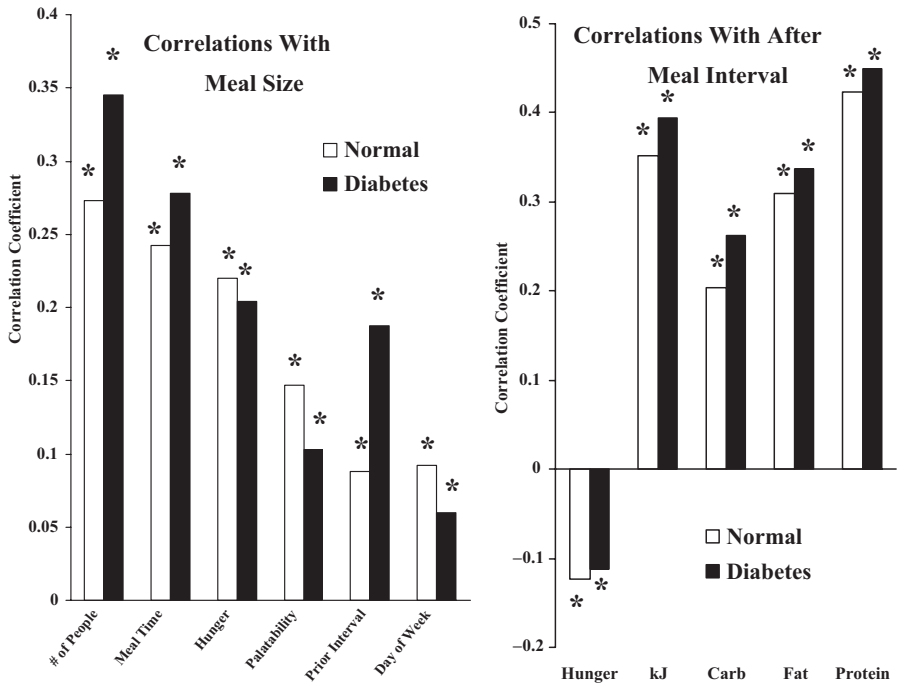 Correlations With
Meal Size
Correlation Coefficient
0.4
0.35
0.3
0.25
0.2
0.15
0.1
0.05
0
* * * * * * * * * * * *
Normal
Diabetes
# of People
Meal Time
Hunger
Palatability
Prior Interval
Day of Week
Correlations With After
Meal Interval
Correlation Coefficient
0.5
0.4
0.3
0.2
0.1
0
−0.1
−0.2
* * * * * * * * * *
Normal
Diabetes
Hunger
kJ
Carb
Fat
Protein